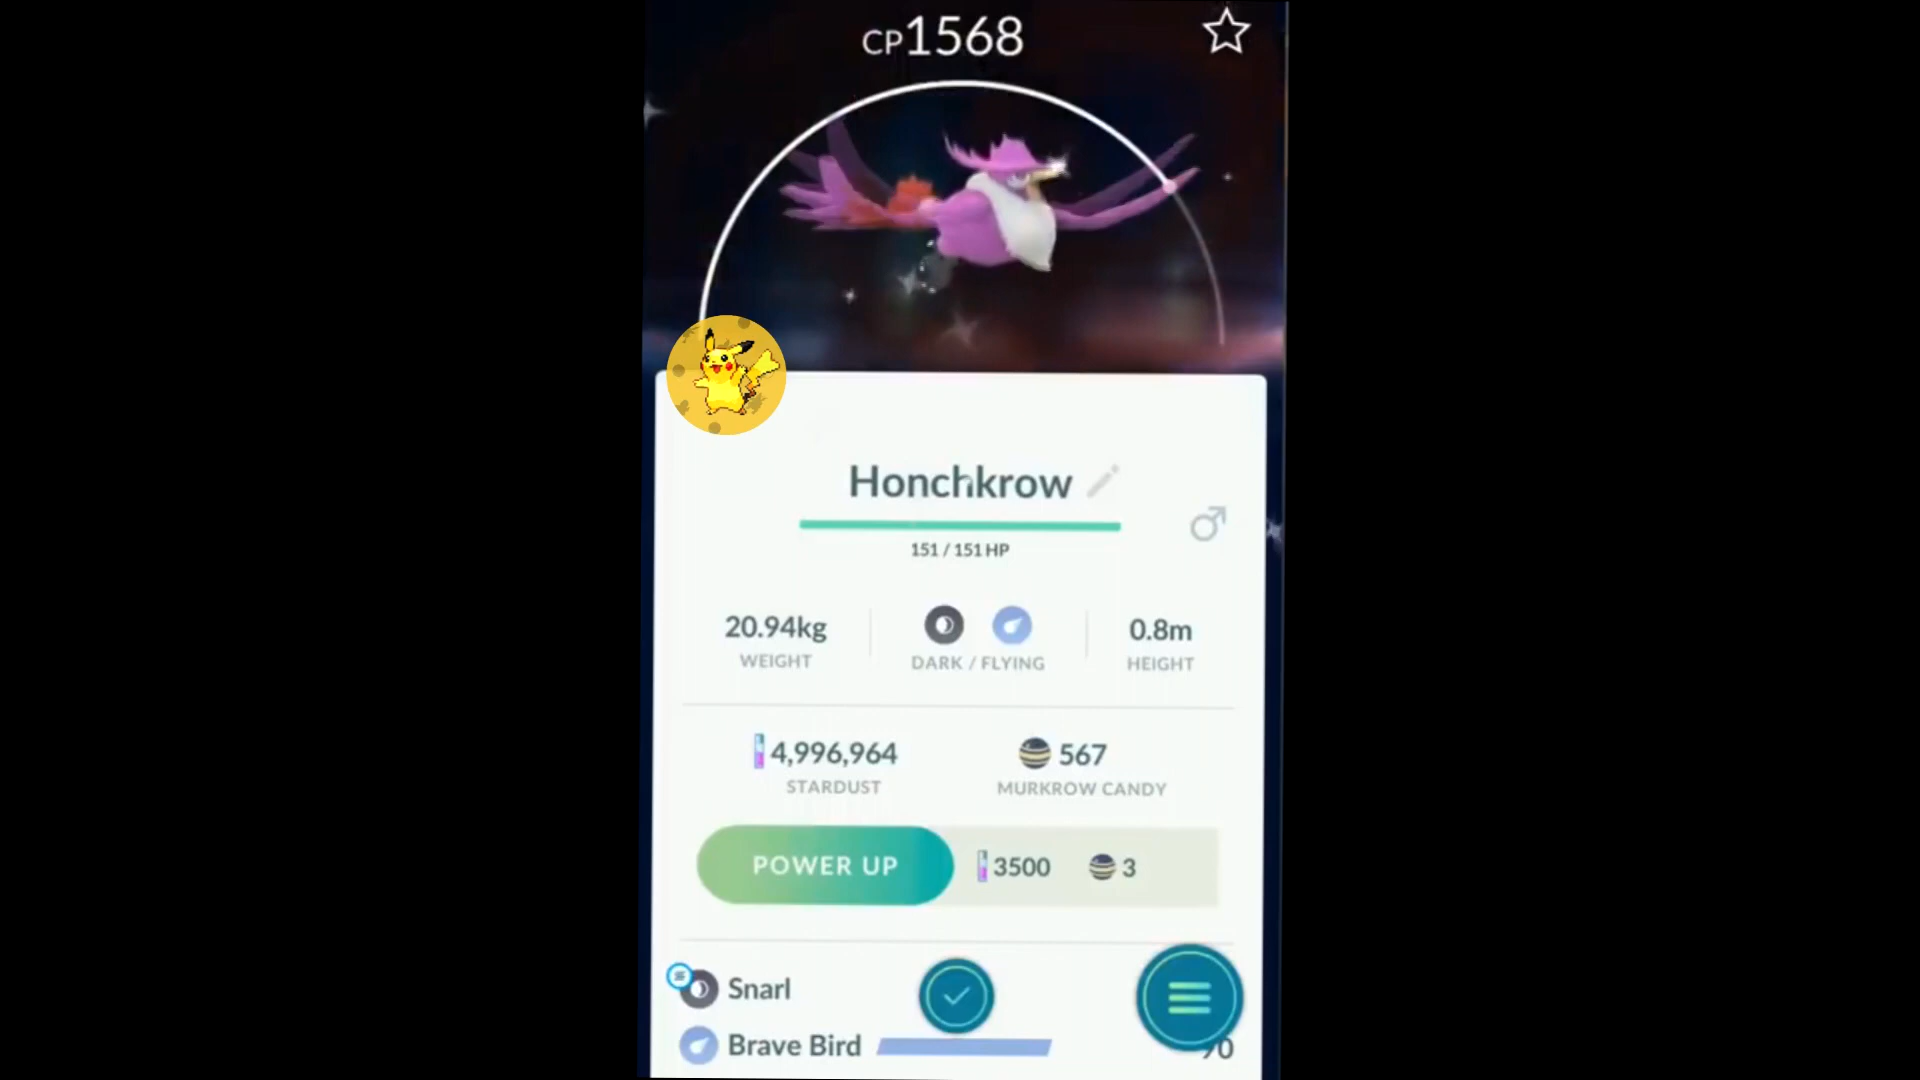 CP1568
Honchkrow
151 / 151 HP
20.94kg
WEIGHT
DARK / FLYING
0.8m
HEIGHT
4,996,964
STARDUST
567
MURKROW CANDY
POWER UP
3500
3
Snarl
Brave Bird
90